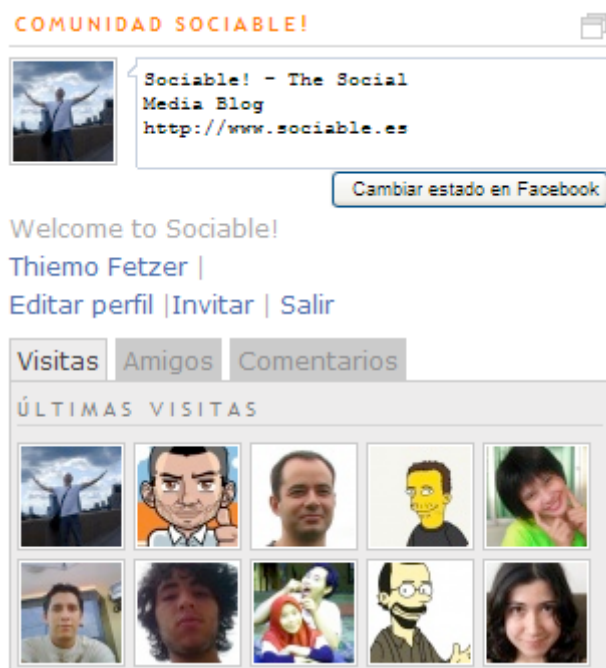 COMUNIDAD SOCIABLE!
Sociable! - The Social
Media Blog
http://www.sociable.es
Cambiar estado en Facebook
Welcome to Sociable!
Thiemo Fetzer |
Editar perfil |Invitar | Salir
Visitas Amigos Comentarios
ÚLTIMAS VISITAS